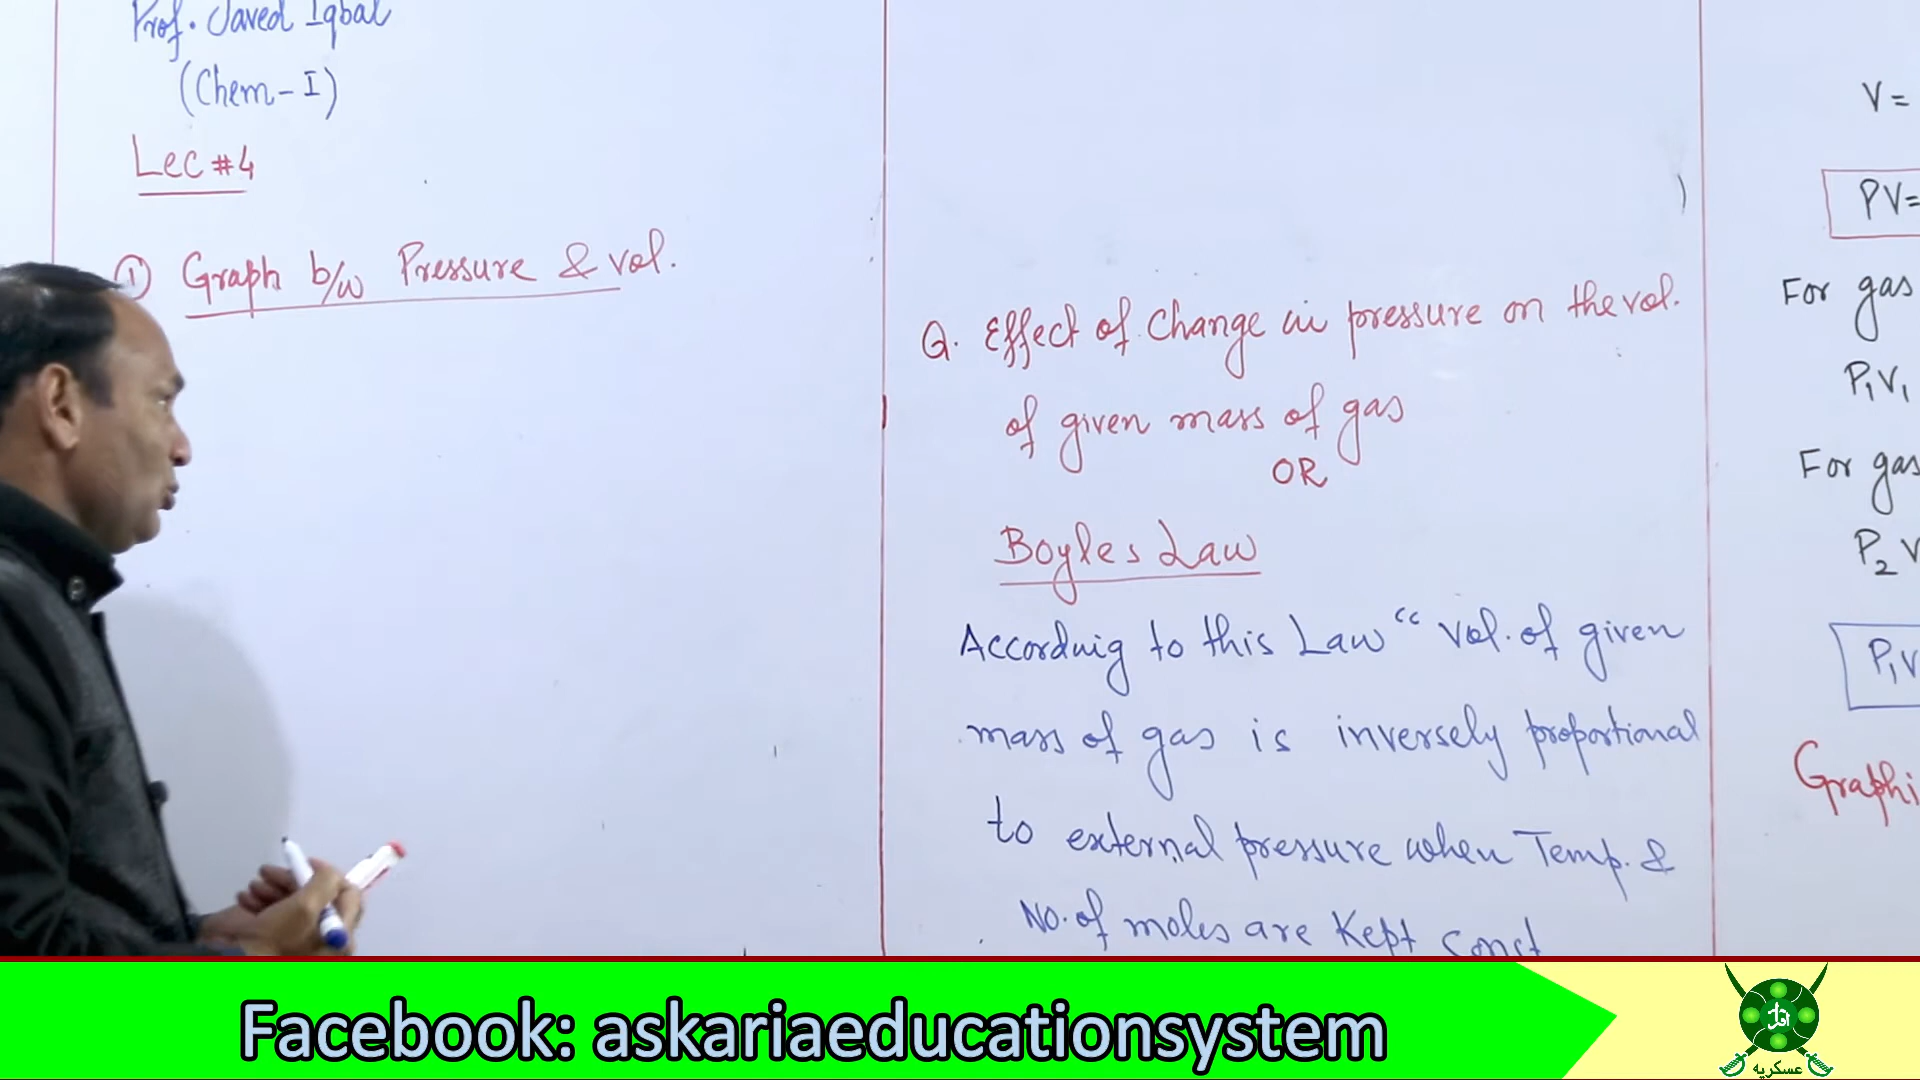 Prof. Javed Iqbal
(Chem-I)
Lec #4
① Graph b/w Pressure & vol.
Q. Effect of Change in pressure on the vol.
of given mass of gas
OR
Boyles Law
According to this Law “ Vol. of given
mass of gas is inversely proportional
to external pressure when Temp. &
No. of moles are Kept const
V =
PV=
For gas
P₁V₁
For gas
P₂ V
P₁V
Graphi
Facebook: askariaeducationsystem
اقرأ
عسکریہ